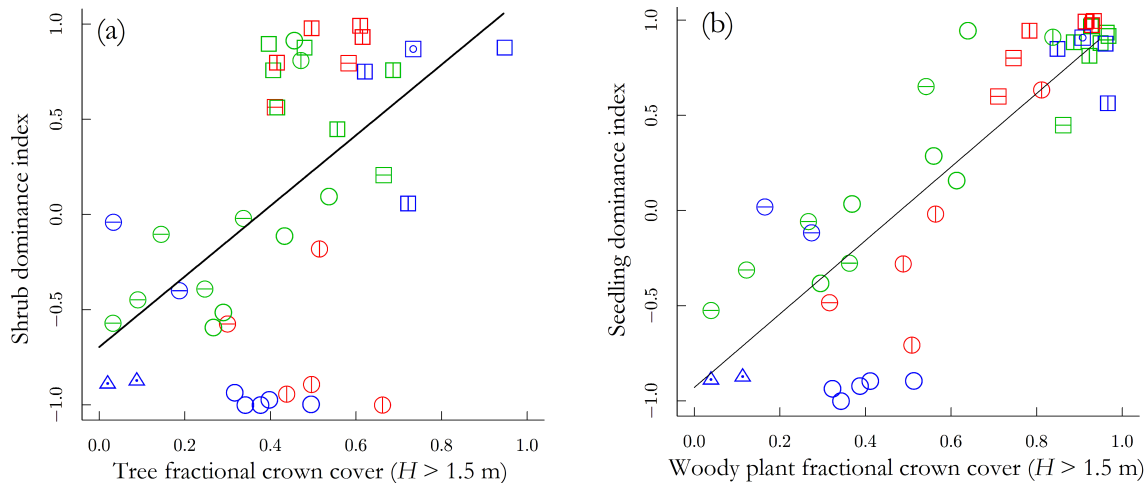 (a)
Shrub dominance index
1.0
0.5
0.0
−0.5
−1.0
0.0 0.2 0.4 0.6 0.8 1.0
Tree fractional crown cover (H > 1.5 m)
(b)
Seedling dominance index
1.0
0.5
0.0
−0.5
−1.0
0.0 0.2 0.4 0.6 0.8 1.0
Woody plant fractional crown cover (H > 1.5 m)